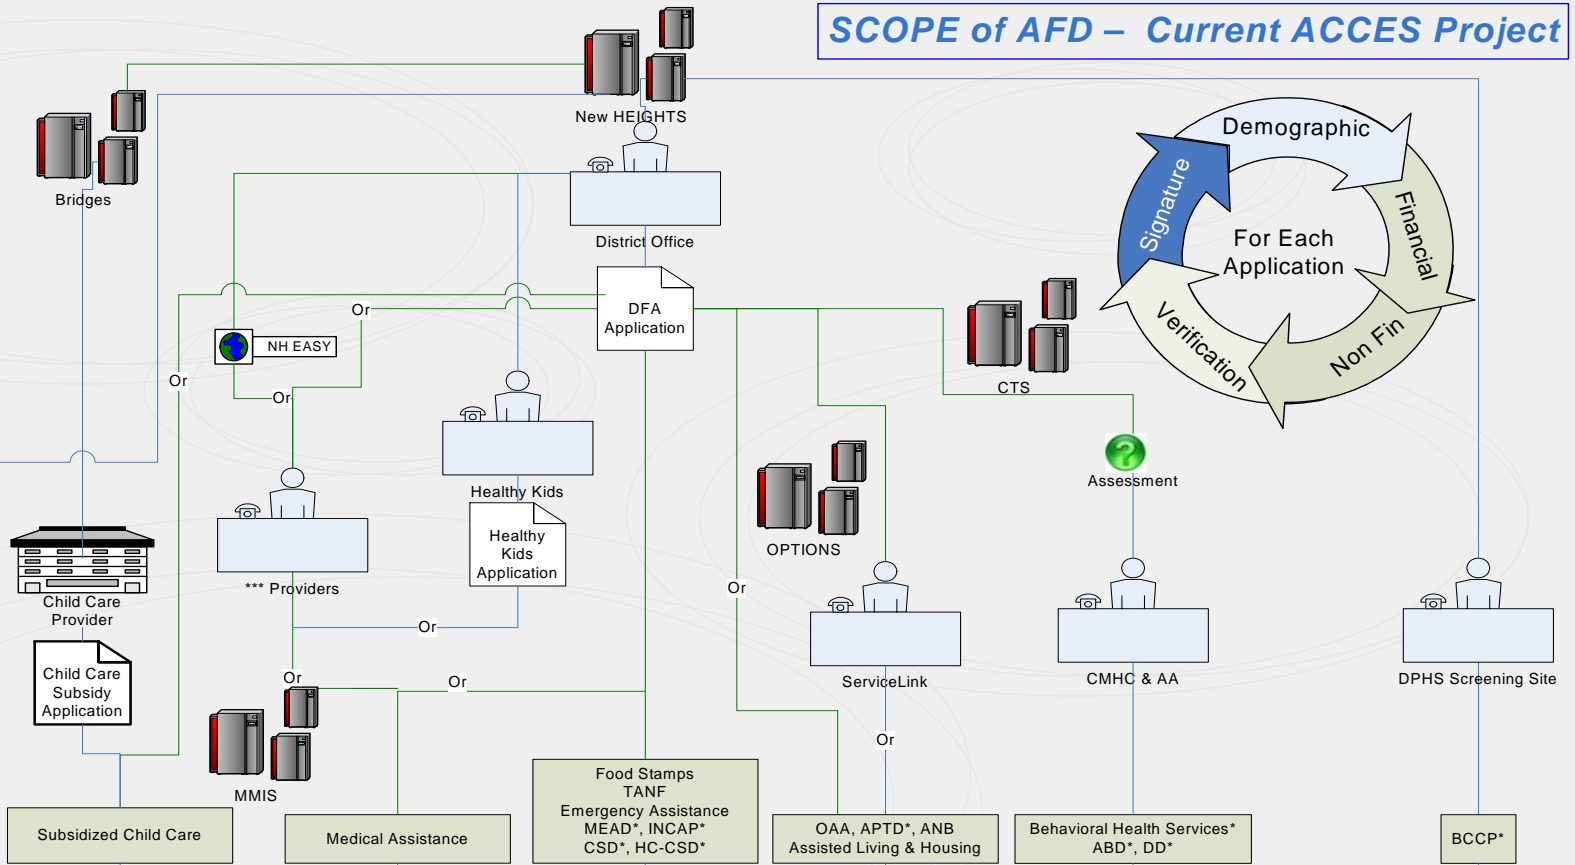 SCOPE of AFD – Current ACCES Project
New HEIGHTS
Bridges
District Office
Demographic
Financial
Non Fin
Verification
Signature
For Each
Application
DFA
Application
Or
NH EASY
Or
Or
CTS
Assessment
Healthy Kids
Healthy
Kids
Application
OPTIONS
*** Providers
Child Care
Provider
Or
Or
ServiceLink
CMHC & AA
DPHS Screening Site
Child Care
Subsidy
Application
Or
Or
Or
MMIS
Subsidized Child Care
Medical Assistance
Food Stamps
TANF
Emergency Assistance
MEAD*, INCAP*
CSD*, HC-CSD*
OAA, APTD*, ANB
Assisted Living & Housing
Behavioral Health Services*
ABD*, DD*
BCCP*